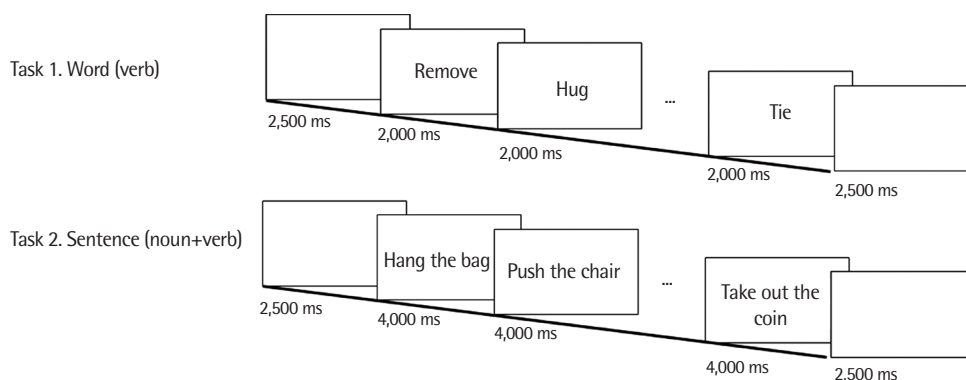 Task 1. Word (verb)
Remove
Hug
...
Tie
2,500 ms
2,000 ms
2,000 ms
2,000 ms
2,500 ms
Task 2. Sentence (noun+verb)
Hang the bag
Push the chair
...
Take out the
coin
2,500 ms
4,000 ms
4,000 ms
4,000 ms
2,500 ms